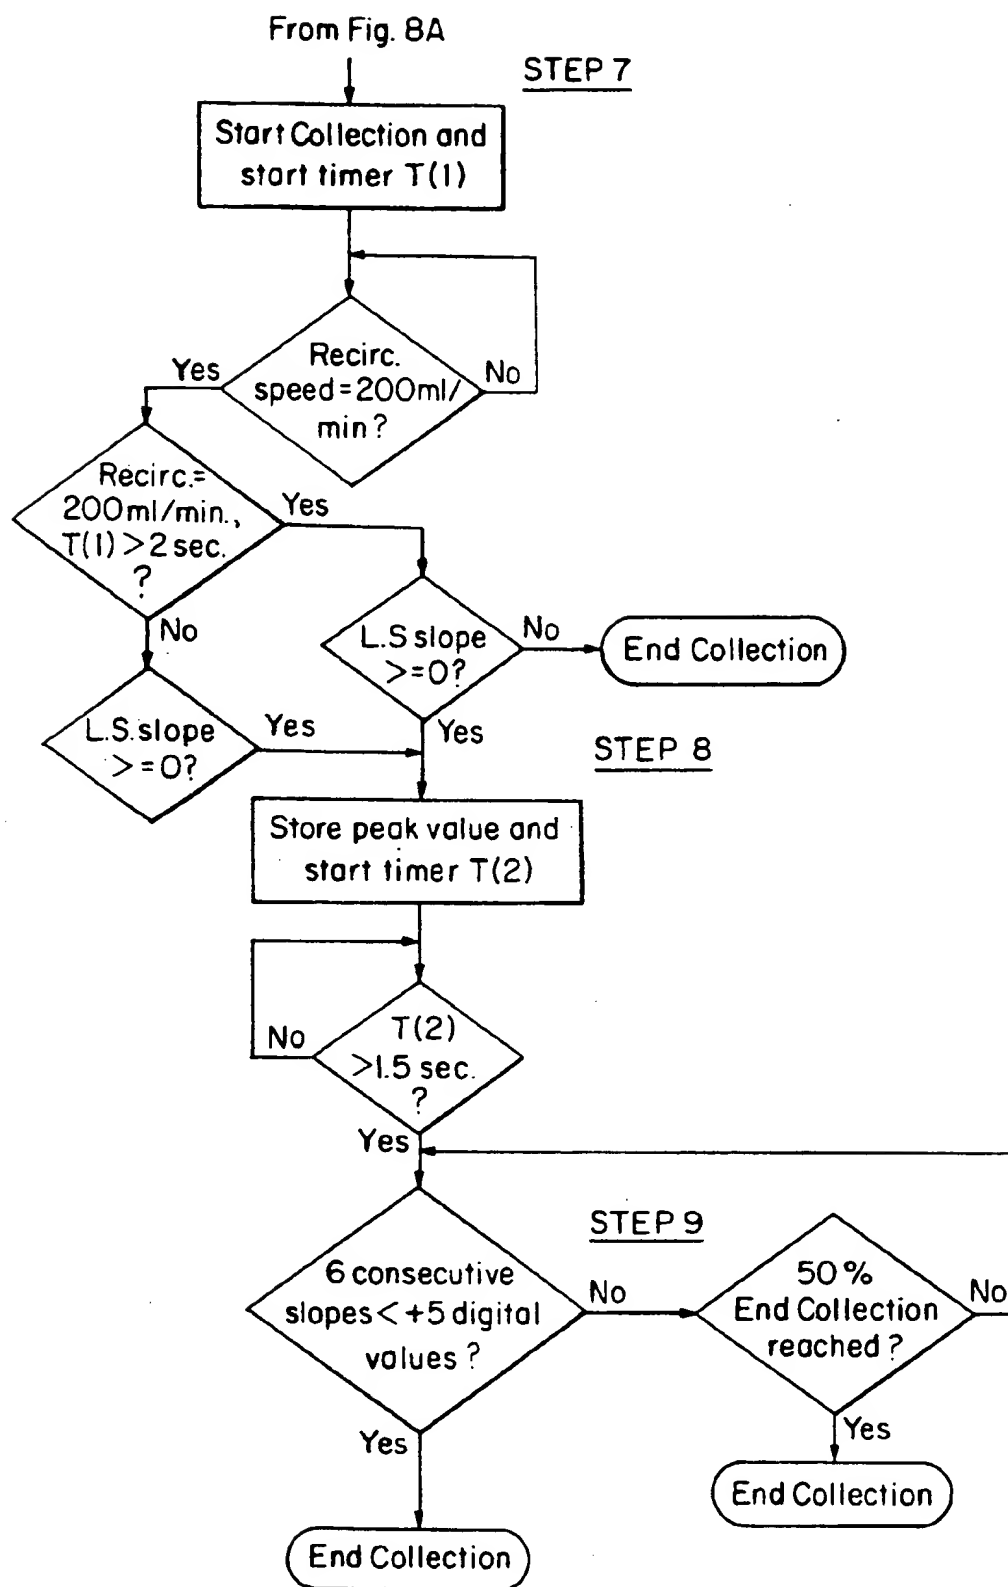 From Fig. 8A
STEP 7
Start Collection and
start timer T(1)
Recirc.
speed=200ml/
min?
Yes
No
Recirc.=
200ml/min.,
T(1)>2 sec.
?
Yes
No
L.S slope
>=0?
No
End Collection
Yes
L.S. slope
>=0?
Yes
STEP 8
Store peak value and
start timer T(2)
T(2)
>1.5 sec.
?
No
Yes
STEP 9
6 consecutive
slopes<+5 digital
values?
No
50%
End Collection
reached?
No
Yes
Yes
End Collection
End Collection